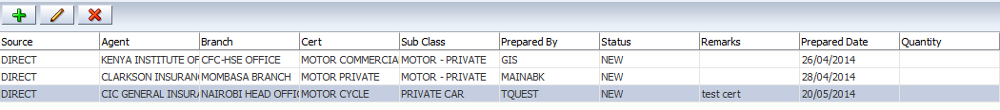 Source Agent Branch Cert Sub Class Prepared By Status Remarks Prepared Date Quantity
DIRECT KENYA INSTITUTE OF CFC-HSE OFFICE MOTOR COMMERCIA MOTOR - PRIVATE GIS NEW 26/04/2014
DIRECT CLARKSON INSURANC MOMBASA BRANCH MOTOR PRIVATE MOTOR - PRIVATE MAINABK NEW 28/04/2014
DIRECT CIC GENERAL INSURA NAIROBI HEAD OFFIC MOTOR CYCLE PRIVATE CAR TQUEST NEW test cert 20/05/2014